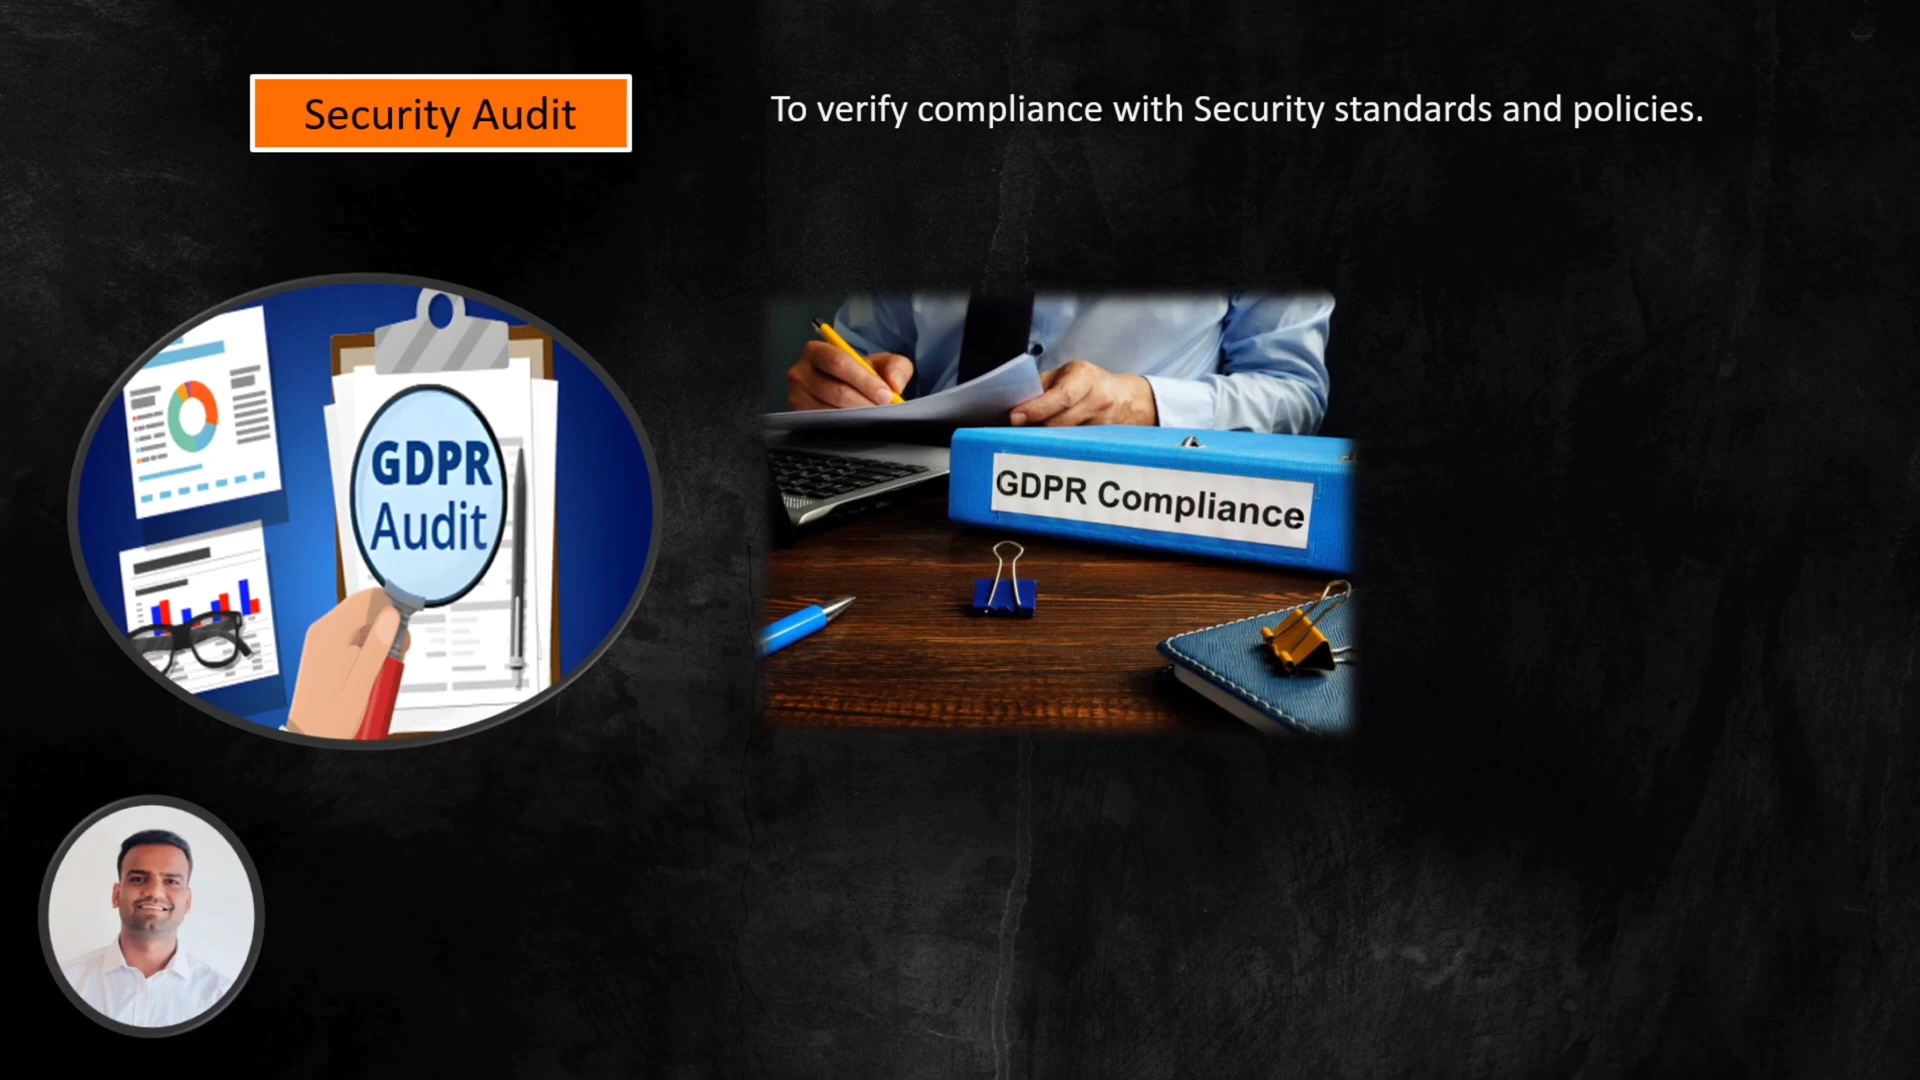 Security Audit
To verify compliance with Security standards and policies.
GDPR
Audit
GDPR Compliance